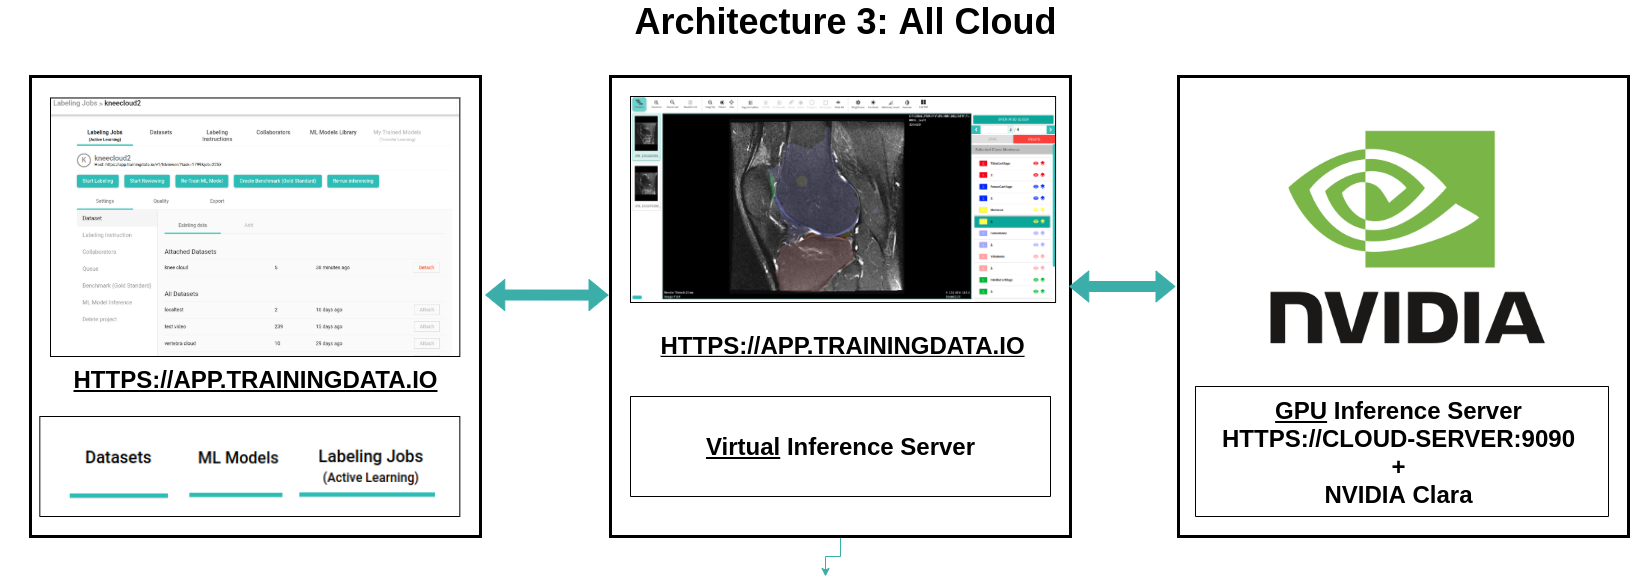 Architecture 3: All Cloud
Labeling Jobs > kneecloud2
Labeling Jobs
(Active Learning)
Datasets
Labeling
Instructions
Collaborators
ML Models Library
My Trained Models
K
kneecloud2
Start Labeling
Start Reviewing
Re-Train ML Model
Create Benchmark (Gold Standard)
Re-run inferencing
Settings
Quality
Export
Dataset
Labeling Instruction
Collaborators
Queue
Benchmark (Gold Standard)
ML Model Inference
Delete project
Existing data
Add
Attached Datasets
knee cloud
5
36 minutes ago
Detach
All Datasets
localtest
2
16 days ago
Attach
test video
239
15 days ago
Attach
vertebra cloud
10
29 days ago
Attach
HTTPS://APP.TRAININGDATA.IO
Datasets
ML Models
Labeling Jobs
(Active Learning)
HTTPS://APP.TRAININGDATA.IO
Virtual Inference Server
NVIDIA
GPU Inference Server
HTTPS://CLOUD-SERVER:9090
+
NVIDIA Clara